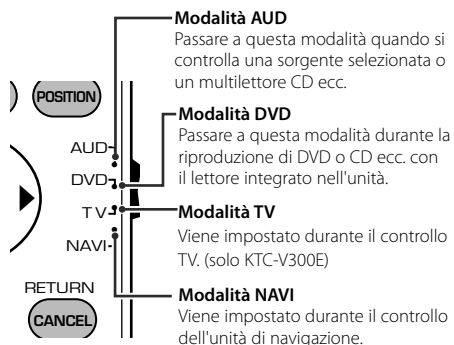 Modalità AUD
Passare a questa modalità quando si
controlla una sorgente selezionata o
un multilettore CD ecc.
POSITION
Modalità DVD
Passare a questa modalità durante la
riproduzione di DVD o CD ecc. con
il lettore integrato nell'unità.
AUD
DVD
TV
NAVI
Modalità TV
Viene impostato durante il controllo
TV. (solo KTC-V300E)
RETURN
CANCEL
Modalità NAVI
Viene impostato durante il controllo
dell'unità di navigazione.